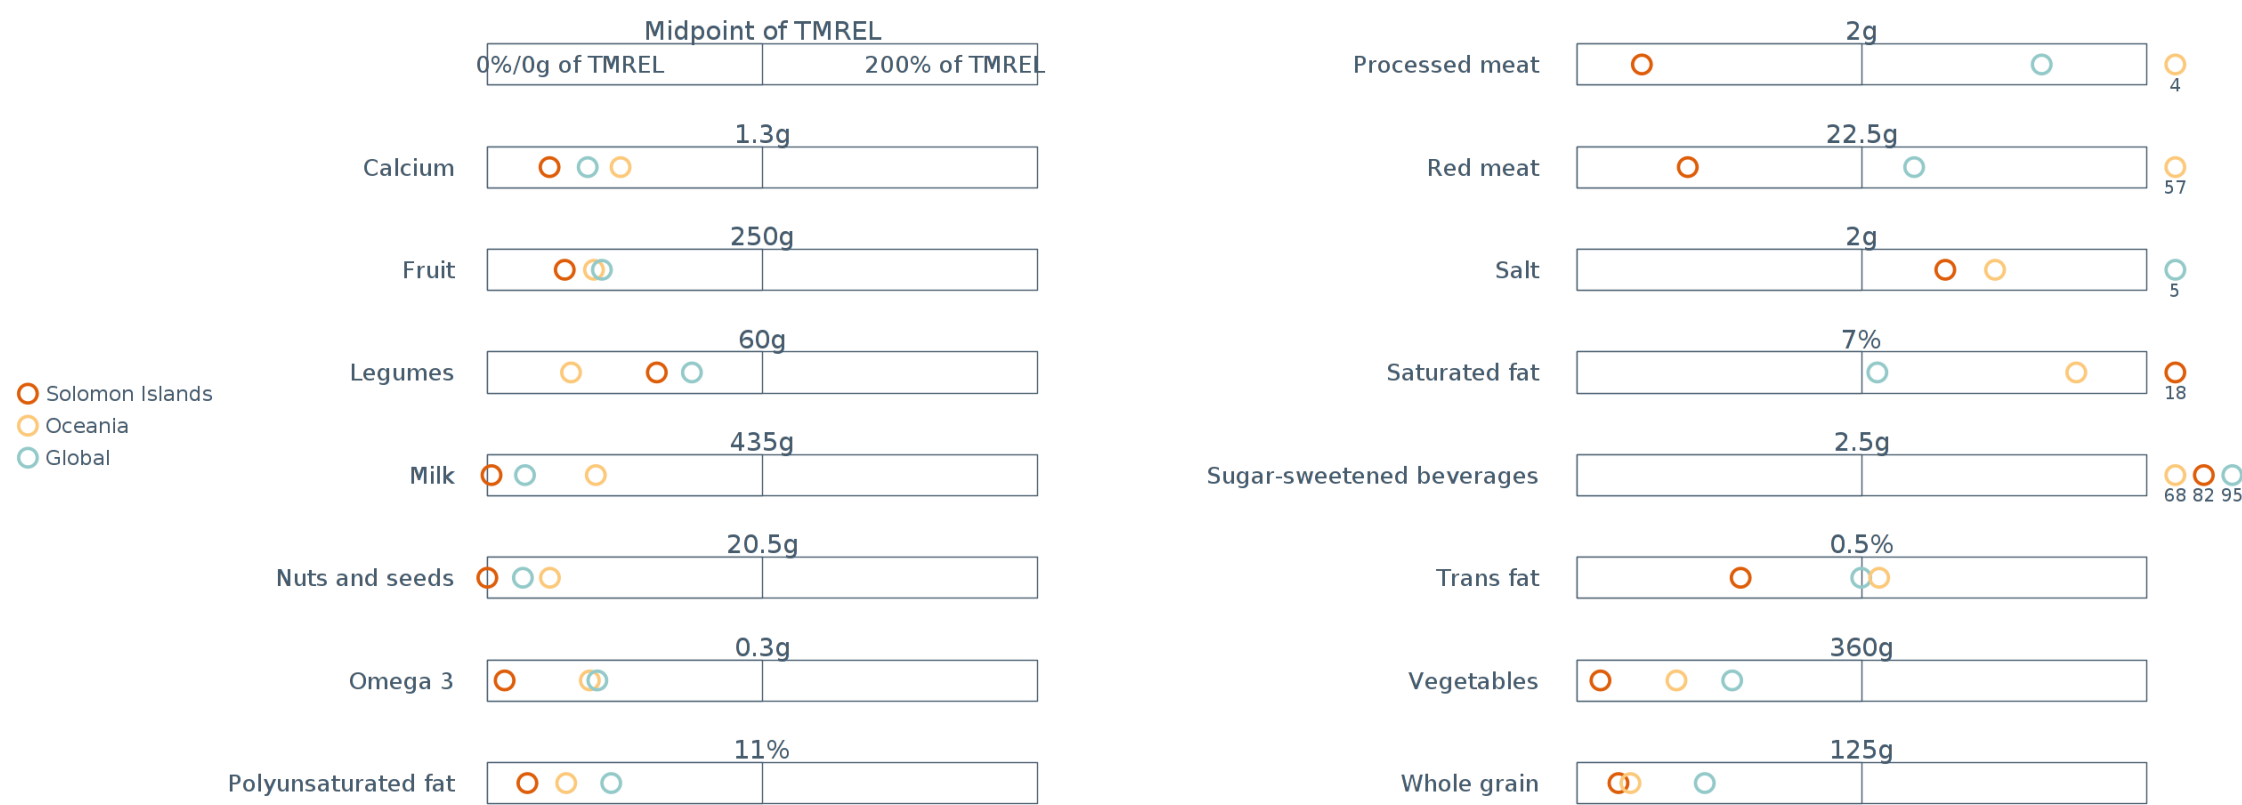 Midpoint of TMREL
0%/0g of TMREL
200% of TMREL
1.3g
Calcium
250g
Fruit
60g
Legumes
Solomon Islands
Oceania
Global
435g
Milk
20.5g
Nuts and seeds
0.3g
Omega 3
11%
Polyunsaturated fat
2g
Processed meat
4
22.5g
Red meat
57
2g
Salt
5
7%
Saturated fat
18
2.5g
Sugar-sweetened beverages
68 82 95
0.5%
Trans fat
360g
Vegetables
125g
Whole grain